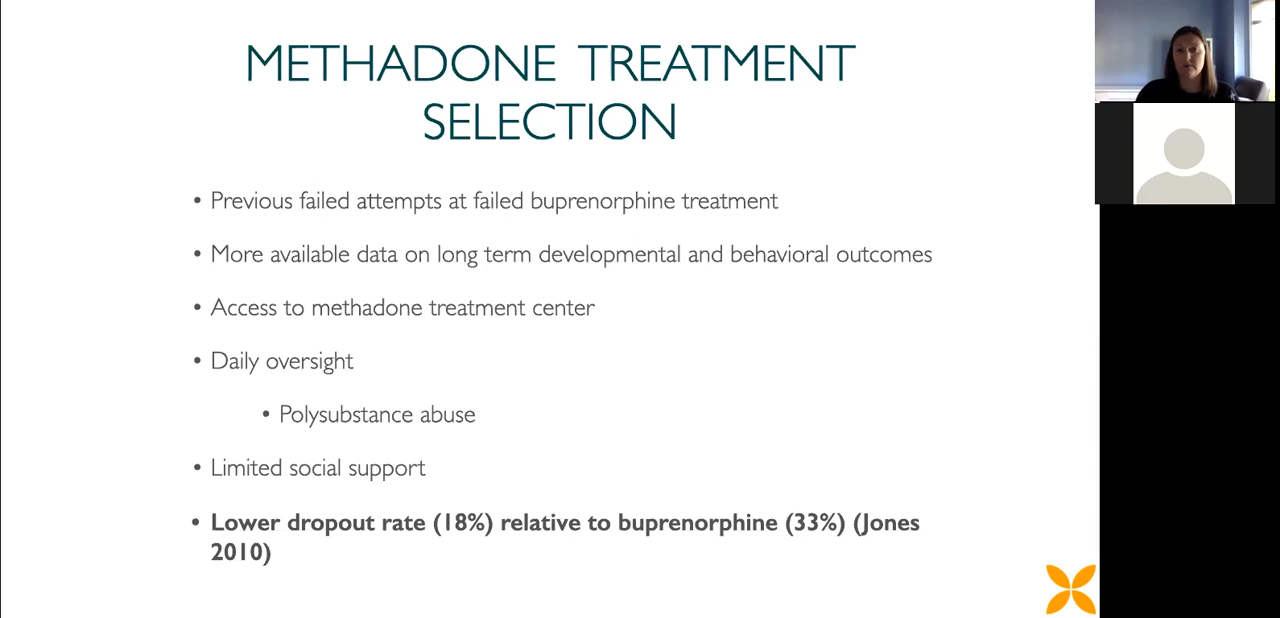 METHADONE TREATMENT
SELECTION
• Previous failed attempts at failed buprenorphine treatment
• More available data on long term developmental and behavioral outcomes
• Access to methadone treatment center
• Daily oversight
• Polysubstance abuse
• Limited social support
• Lower dropout rate (18%) relative to buprenorphine (33%) (Jones
2010)